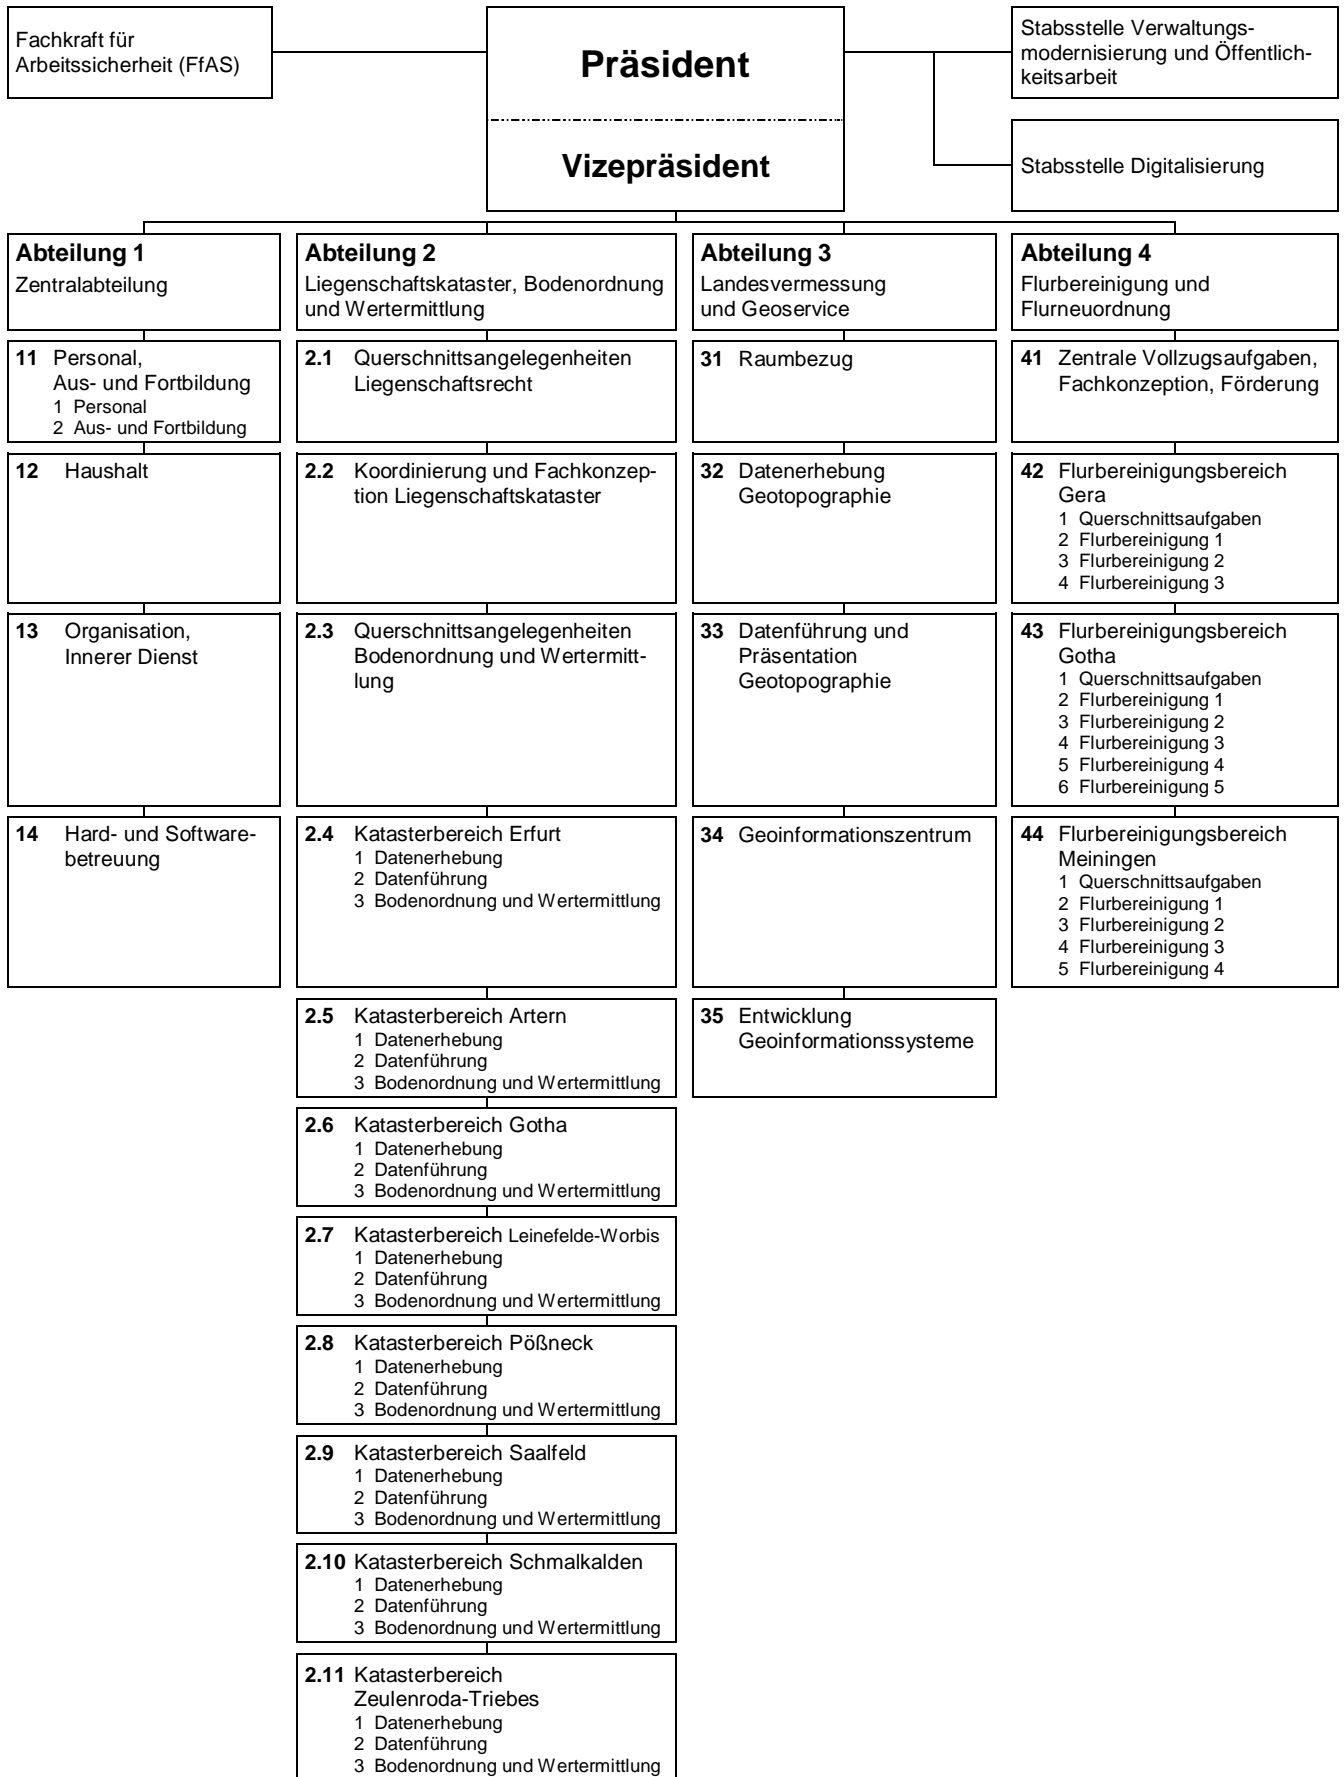 Fachkraft für
Arbeitssicherheit (FfAS)
Präsident
Vizepräsident
Stabsstelle Verwaltungs-
modernisierung und Öffentlich-
keitsarbeit
Stabsstelle Digitalisierung
Abteilung 1
Zentralabteilung
11 Personal,
Aus- und Fortbildung
1 Personal
2 Aus- und Fortbildung
12 Haushalt
13 Organisation,
Innerer Dienst
14 Hard- und Software-
betreuung
Abteilung 2
Liegenschaftskataster, Bodenordnung
und Wertermittlung
2.1 Querschnittsangelegenheiten
Liegenschaftsrecht
2.2 Koordinierung und Fachkonzep-
tion Liegenschaftskataster
2.3 Querschnittsangelegenheiten
Bodenordnung und Wertermitt-
lung
2.4 Katasterbereich Erfurt
1 Datenerhebung
2 Datenführung
3 Bodenordnung und Wertermittlung
2.5 Katasterbereich Artern
1 Datenerhebung
2 Datenführung
3 Bodenordnung und Wertermittlung
2.6 Katasterbereich Gotha
1 Datenerhebung
2 Datenführung
3 Bodenordnung und Wertermittlung
2.7 Katasterbereich Leinefelde-Worbis
1 Datenerhebung
2 Datenführung
3 Bodenordnung und Wertermittlung
2.8 Katasterbereich Pößneck
1 Datenerhebung
2 Datenführung
3 Bodenordnung und Wertermittlung
2.9 Katasterbereich Saalfeld
1 Datenerhebung
2 Datenführung
3 Bodenordnung und Wertermittlung
2.10 Katasterbereich Schmalkalden
1 Datenerhebung
2 Datenführung
3 Bodenordnung und Wertermittlung
2.11 Katasterbereich
Zeulenroda-Triebes
1 Datenerhebung
2 Datenführung
3 Bodenordnung und Wertermittlung
Abteilung 3
Landesvermessung
und Geoservice
31 Raumbezug
32 Datenerhebung
Geotopographie
33 Datenführung und
Präsentation
Geotopographie
34 Geoinformationszentrum
35 Entwicklung
Geoinformationssysteme
Abteilung 4
Flurbereinigung und
Flurneuordnung
41 Zentrale Vollzugsaufgaben,
Fachkonzeption, Förderung
42 Flurbereinigungsbereich
Gera
1 Querschnittsaufgaben
2 Flurbereinigung 1
3 Flurbereinigung 2
4 Flurbereinigung 3
43 Flurbereinigungsbereich
Gotha
1 Querschnittsaufgaben
2 Flurbereinigung 1
3 Flurbereinigung 2
4 Flurbereinigung 3
5 Flurbereinigung 4
6 Flurbereinigung 5
44 Flurbereinigungsbereich
Meiningen
1 Querschnittsaufgaben
2 Flurbereinigung 1
3 Flurbereinigung 2
4 Flurbereinigung 3
5 Flurbereinigung 4